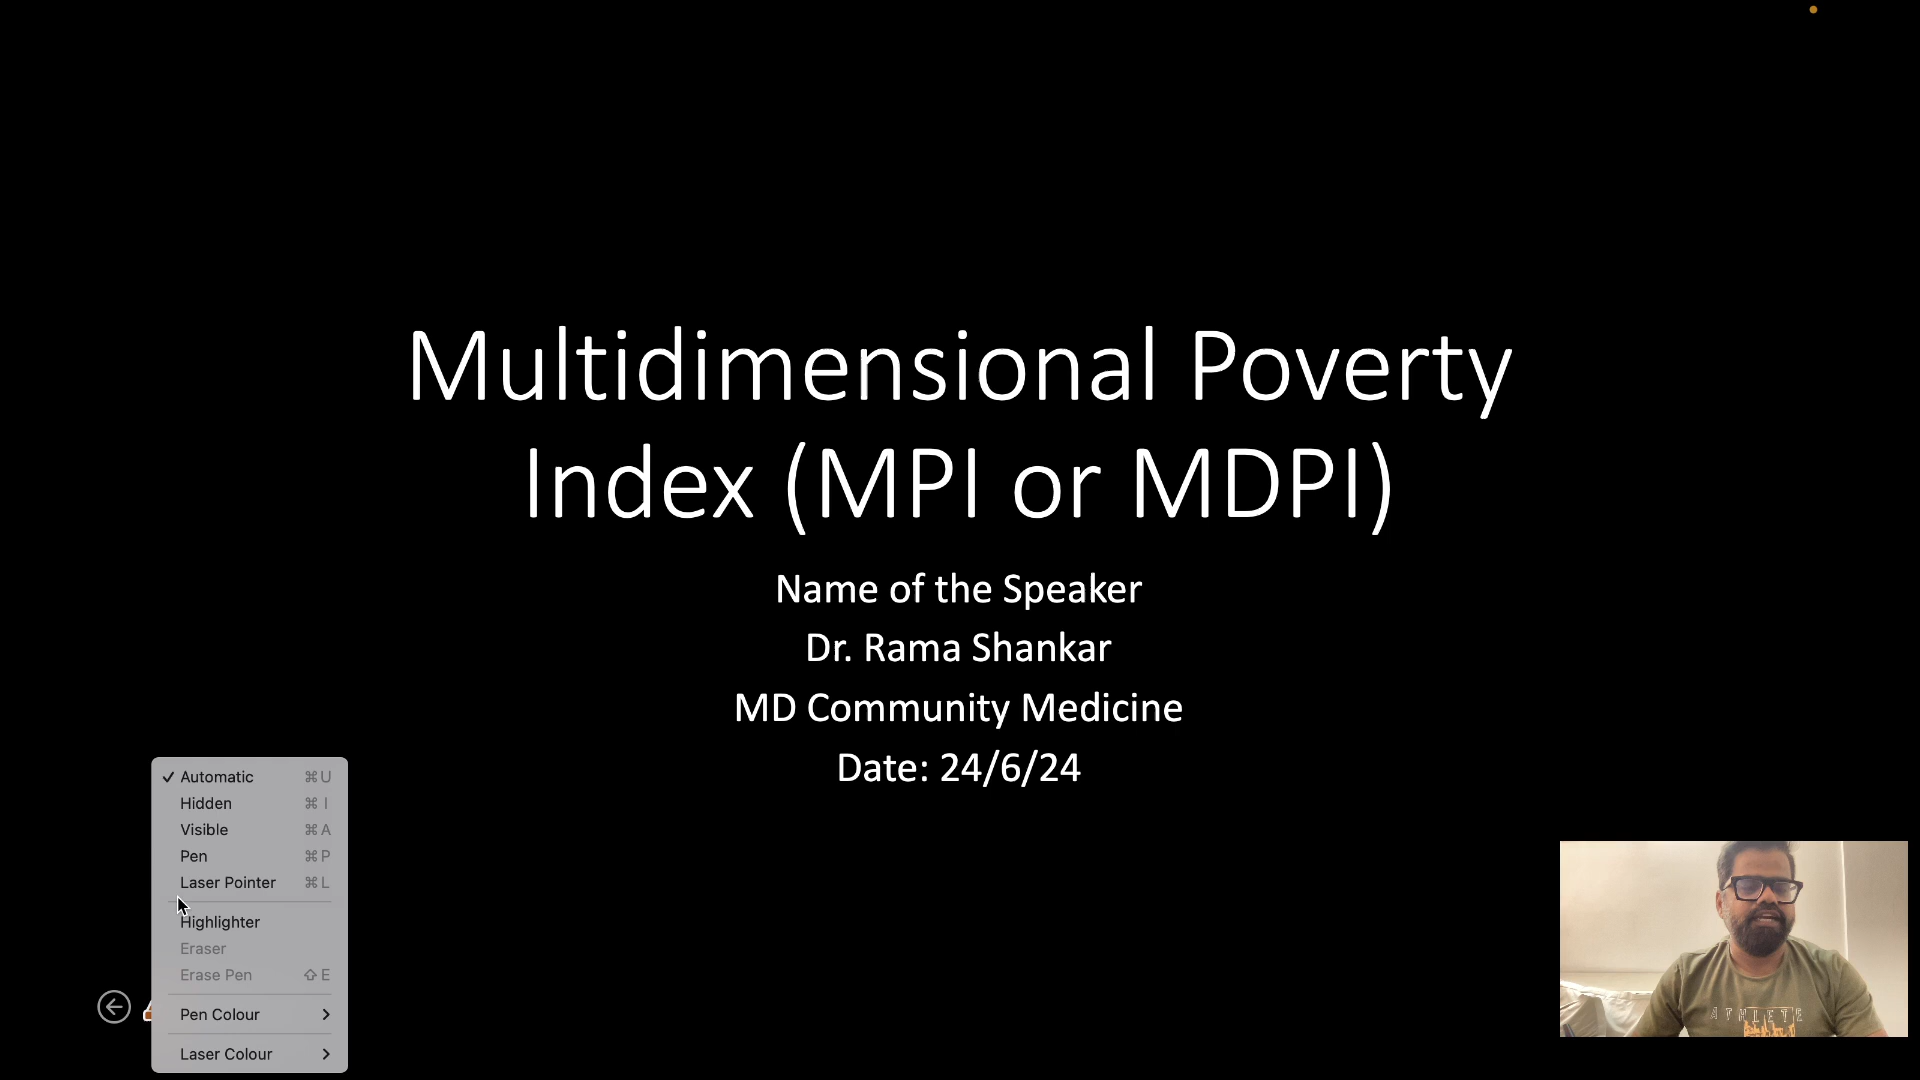 Multidimensional Poverty
Index (MPI or MDPI)
Name of the Speaker
Dr. Rama Shankar
MD Community Medicine
Date: 24/6/24
✓ Automatic ⌘ U
Hidden ⌘ I
Visible ⌘ A
Pen ⌘ P
Laser Pointer ⌘ L
Highlighter
Eraser
Erase Pen ⇧ E
Pen Colour >
Laser Colour >
ATHLETE